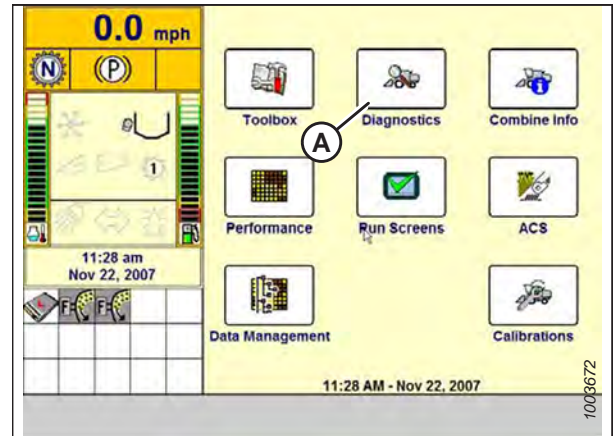 0.0 mph
N (P)
1
11:28 am
Nov 22, 2007
F F
Toolbox
Diagnostics
Combine Info
A
Performance
Run Screens
ACS
Data Management
Calibrations
11:28 AM - Nov 22, 2007
1003672